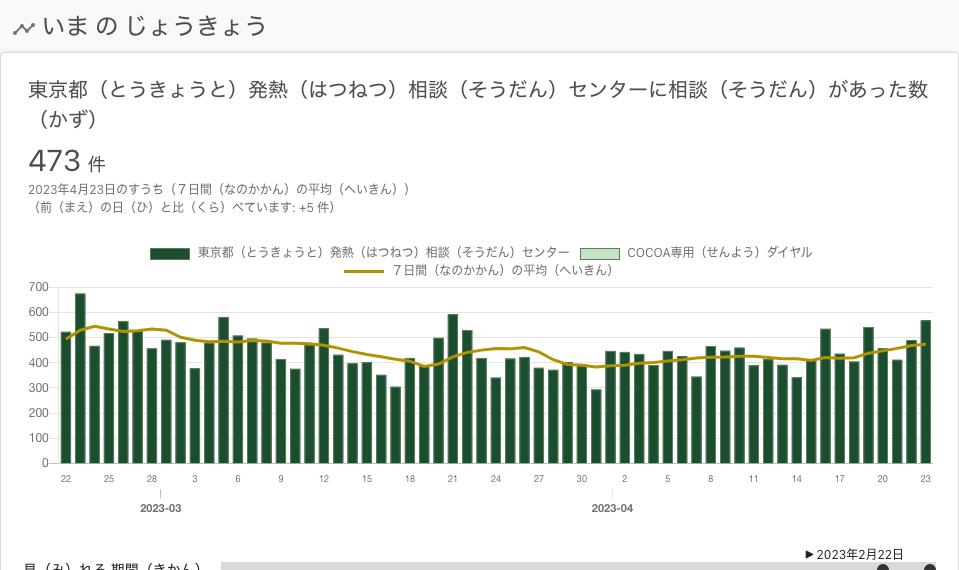 いま の じょうきょう
東京都（とうきょうと）発熱（はつねつ）相談（そうだん）センターに相談（そうだん）があった数
（かず）
473 件
2023年4月23日のすうち（７日間（なのかかん）の平均（へいきん））
（前（まえ）の日（ひ）と比（くら）べています: +5 件）
東京都（とうきょうと）発熱（はつねつ）相談（そうだん）センター COCOA専用（せんよう）ダイヤル
７日間（なのかかん）の平均（へいきん）
700
600
500
400
300
200
100
0
22 25 28 3 6 9 12 15 18 21 24 27 30 2 5 8 11 14 17 20 23
2023-03 2023-04
▶ 2023年2月22日
見（み）れる 期間（きかん）